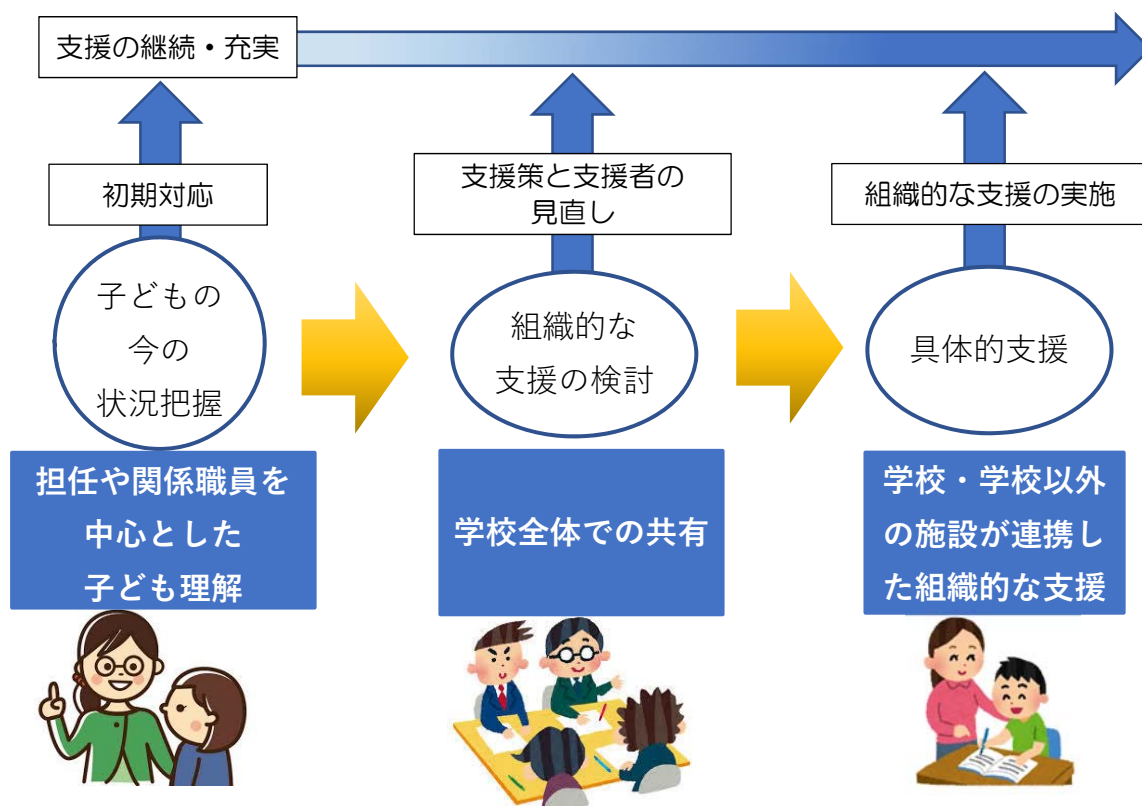 支援の継続・充実
初期対応
支援策と支援者の
見直し
組織的な支援の実施
子どもの
今の
状況把握
組織的な
支援の検討
具体的支援
担任や関係職員を
中心とした
子ども理解
学校全体での共有
学校・学校以外
の施設が連携し
た組織的な支援